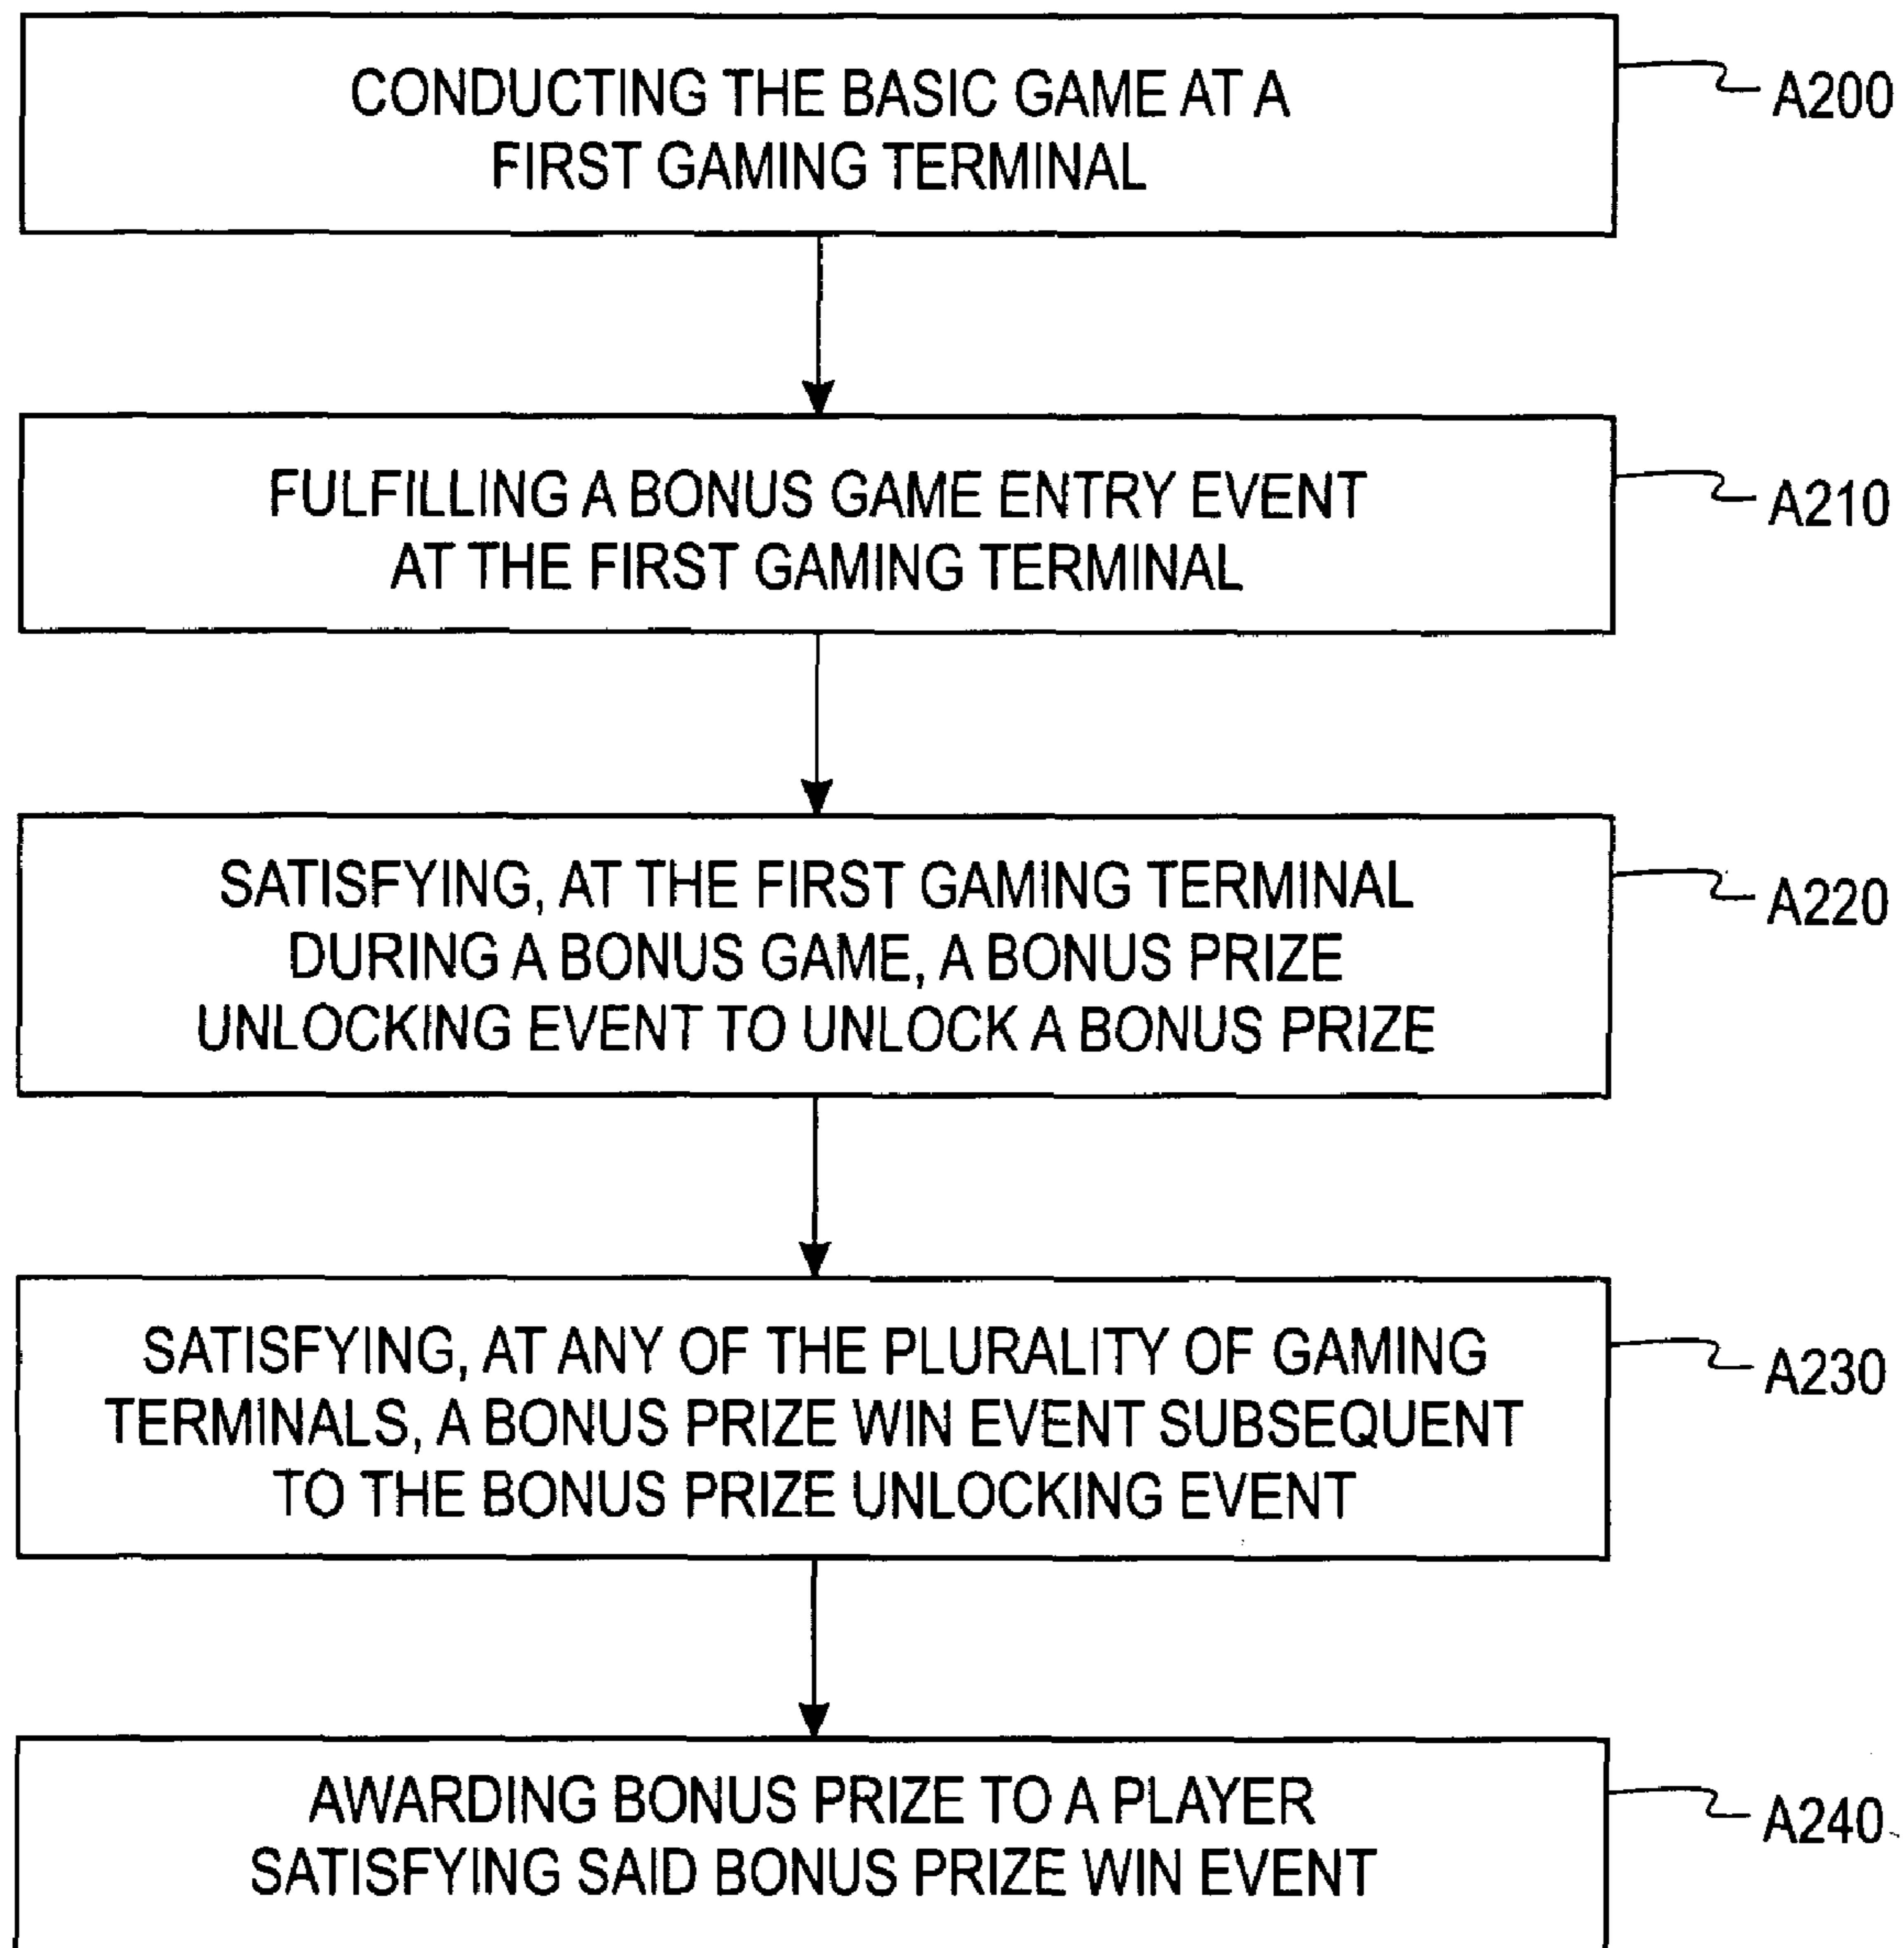 CONDUCTING THE BASIC GAME AT A
FIRST GAMING TERMINAL
A200
FULFILLING A BONUS GAME ENTRY EVENT
AT THE FIRST GAMING TERMINAL
A210
SATISFYING, AT THE FIRST GAMING TERMINAL
DURING A BONUS GAME, A BONUS PRIZE
UNLOCKING EVENT TO UNLOCK A BONUS PRIZE
A220
SATISFYING, AT ANY OF THE PLURALITY OF GAMING
TERMINALS, A BONUS PRIZE WIN EVENT SUBSEQUENT
TO THE BONUS PRIZE UNLOCKING EVENT
A230
AWARDING BONUS PRIZE TO A PLAYER
SATISFYING SAID BONUS PRIZE WIN EVENT
A240